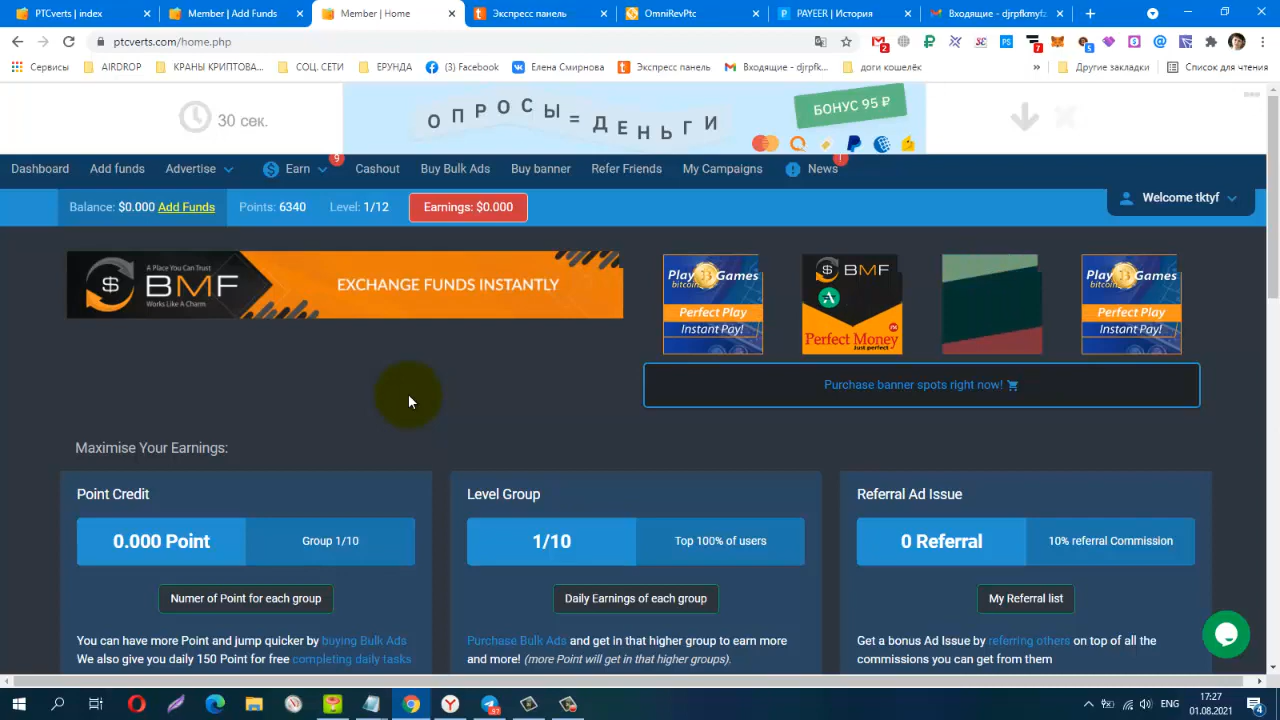 PTCverts | index
Member | Add Funds
Member | Home
Экспресс панель
OmniRevPtc
PAYEER | История
Входящие - djrpfkmyfz
ptcverts.com/home.php
2
7
5
Сервисы
AIRDROP
КРАНЫ КРИПТОВА...
СОЦ. СЕТИ
ЕРУНДА
(3) Facebook
Елена Смирнова
Экспресс панель
Входящие - djrpfk...
доги кошелёк
»
Другие закладки
Список для чтения
30 сек.
ОПРОСЫ = ДЕНЬГИ
БОНУС 95 ₽
Dashboard
Add funds
Advertise
Earn
9
Cashout
Buy Bulk Ads
Buy banner
Refer Friends
My Campaigns
News
!
Balance: $0.000 Add Funds
Points: 6340
Level: 1/12
Earnings: $0.000
Welcome tktyf
A Place You Can Trust
BMF
Works Like A Charm
EXCHANGE FUNDS INSTANTLY
Play Games
bitcoin
Perfect Play
Instant Pay!
BMF
Perfect Money
Just perfect
Play Games
bitcoin
Perfect Play
Instant Pay!
Purchase banner spots right now!
Maximise Your Earnings:
Point Credit
0.000 Point
Group 1/10
Numer of Point for each group
You can have more Point and jump quicker by buying Bulk Ads
We also give you daily 150 Point for free completing daily tasks
Level Group
1/10
Top 100% of users
Daily Earnings of each group
Purchase Bulk Ads and get in that higher group to earn more
and more! (more Point will get in that higher groups).
Referral Ad Issue
0 Referral
10% referral Commission
My Referral list
Get a bonus Ad Issue by referring others on top of all the
commissions you can get from them
ENG
17:27
01.08.2021